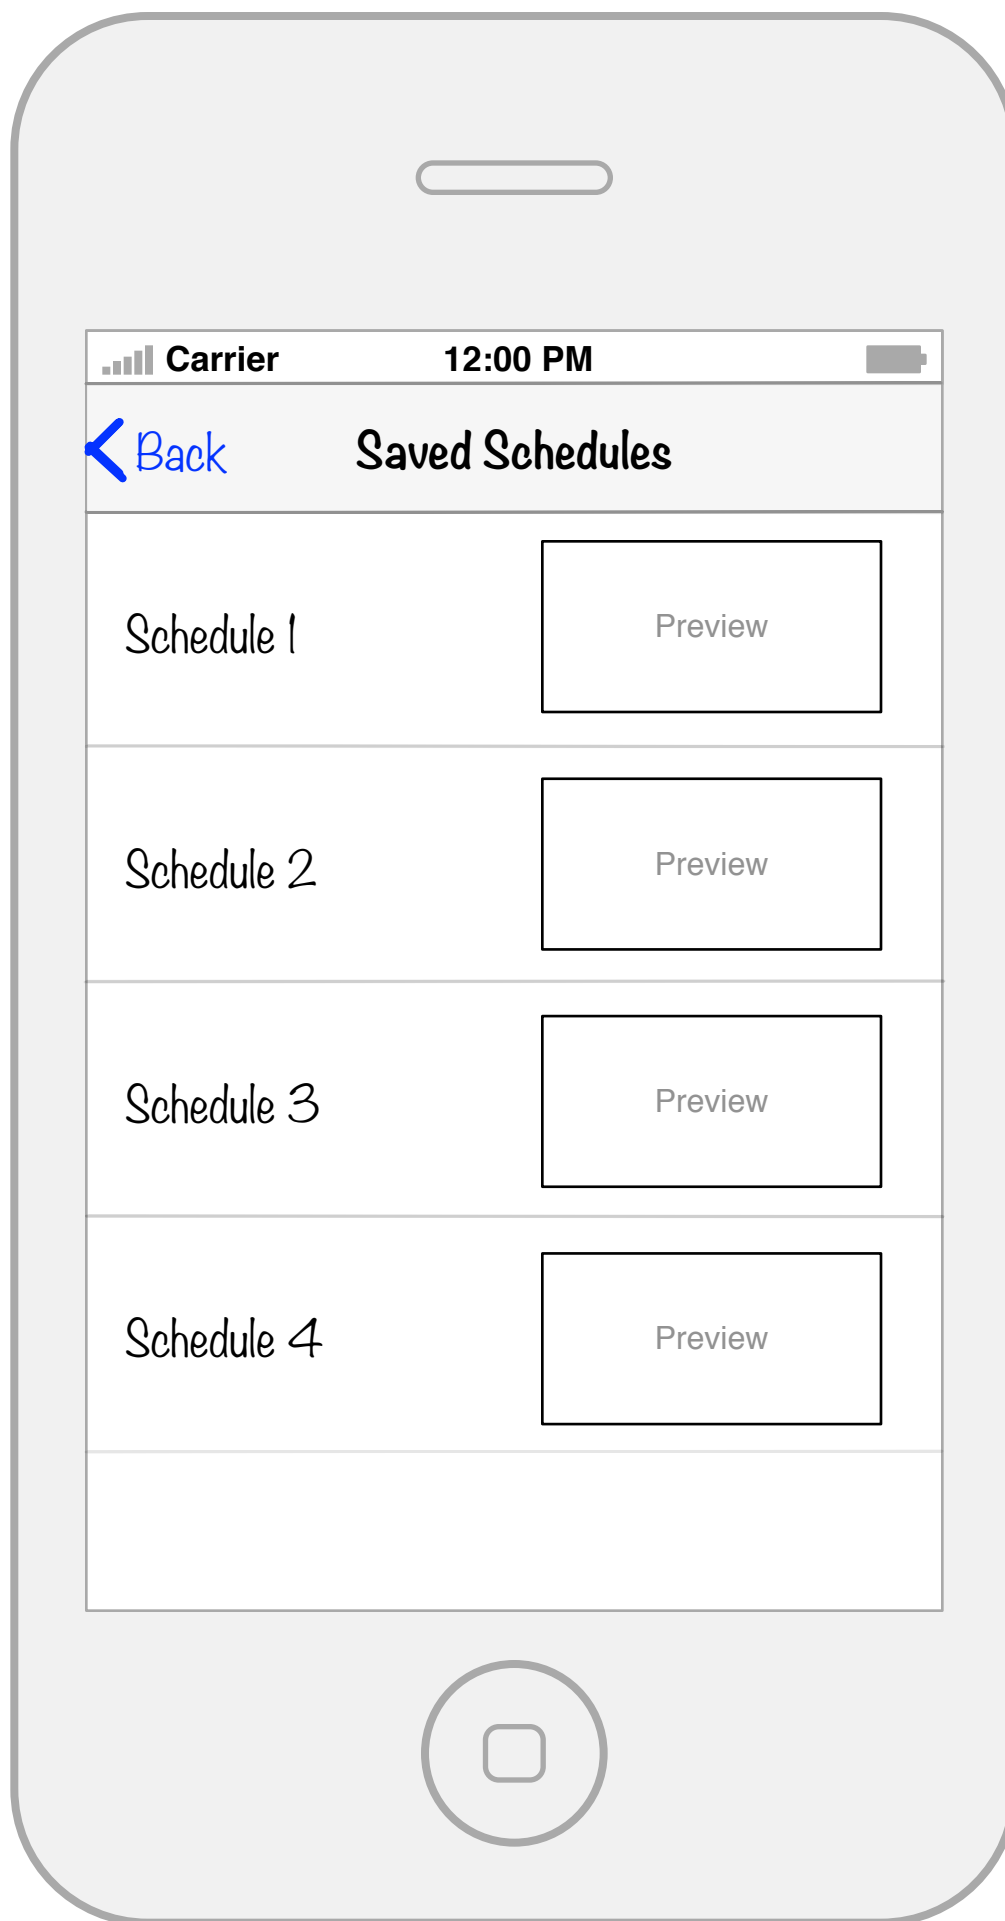 Carrier 12:00 PM
Back Saved Schedules
Schedule 1 Preview
Schedule 2 Preview
Schedule 3 Preview
Schedule 4 Preview